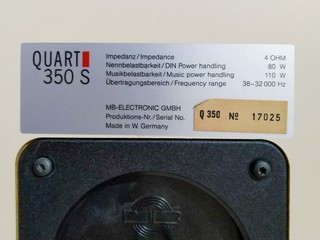 QUART
350 S
Impedanz/Impedance 4 OHM
Nennbelastbarkeit/DIN Power handling 80 W
Musikbelastbarkeit/Music power handling 110 W
Übertragungsbereich/Frequency range 38–32 000 Hz
MB-ELECTRONIC GMBH
Produktions-Nr./Serial No. Q 350 Nº 17025
Made in W. Germany